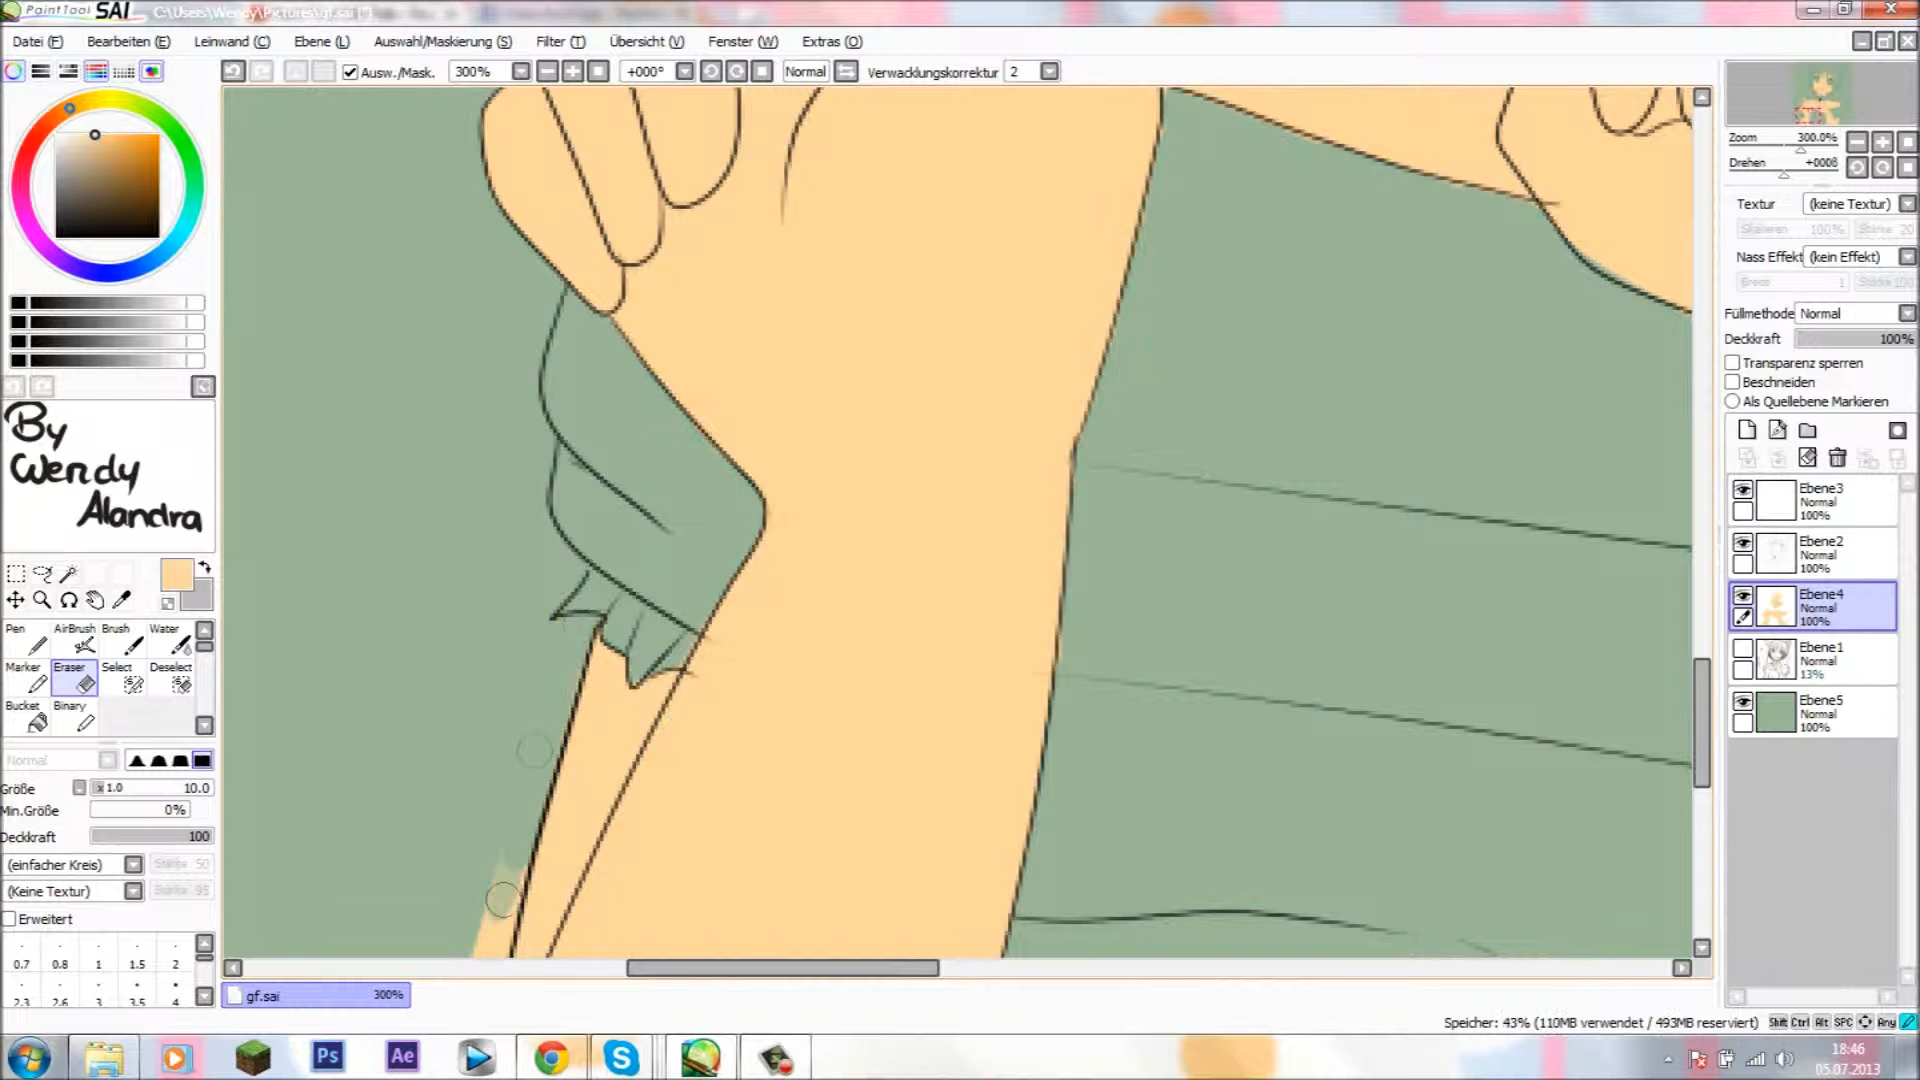 PaintTool SAI C:\Users\Wendy\Pictures\gf.sai (*)
Datei (F) Bearbeiten (E) Leinwand (C) Ebene (L) Auswahl/Maskierung (S) Filter (T) Übersicht (V) Fenster (W) Extras (O)
Ausw./Mask. 300% +000° Normal Verwacklungskorrektur 2
Zoom 300.0%
Drehen +000ß
Textur (keine Textur)
Skalieren 100% Stärke 20
Nass Effekt (kein Effekt)
Breite 1 Stärke 100
Füllmethode Normal
Deckkraft 100%
Transparenz sperren
Beschneiden
Als Quellebene Markieren
Ebene3
Normal
100%
Ebene2
Normal
100%
Ebene4
Normal
100%
Ebene1
Normal
13%
Ebene5
Normal
100%
By
Wendy
Alandra
Pen AirBrush Brush Water
Marker Eraser Select Deselect
Bucket Binary
Normal
Größe x 1.0 10.0
Min.Größe 0%
Deckkraft 100
(einfacher Kreis) Stärke 50
(Keine Textur) Stärke 95
Erweitert
0.7 0.8 1 1.5 2
2.3 2.6 3 3.5 4
gf.sai 300%
Speicher: 43% (110MB verwendet / 493MB reserviert) Shift Ctrl Alt SPC Any
Ps Ae
18:46
05.07.2013